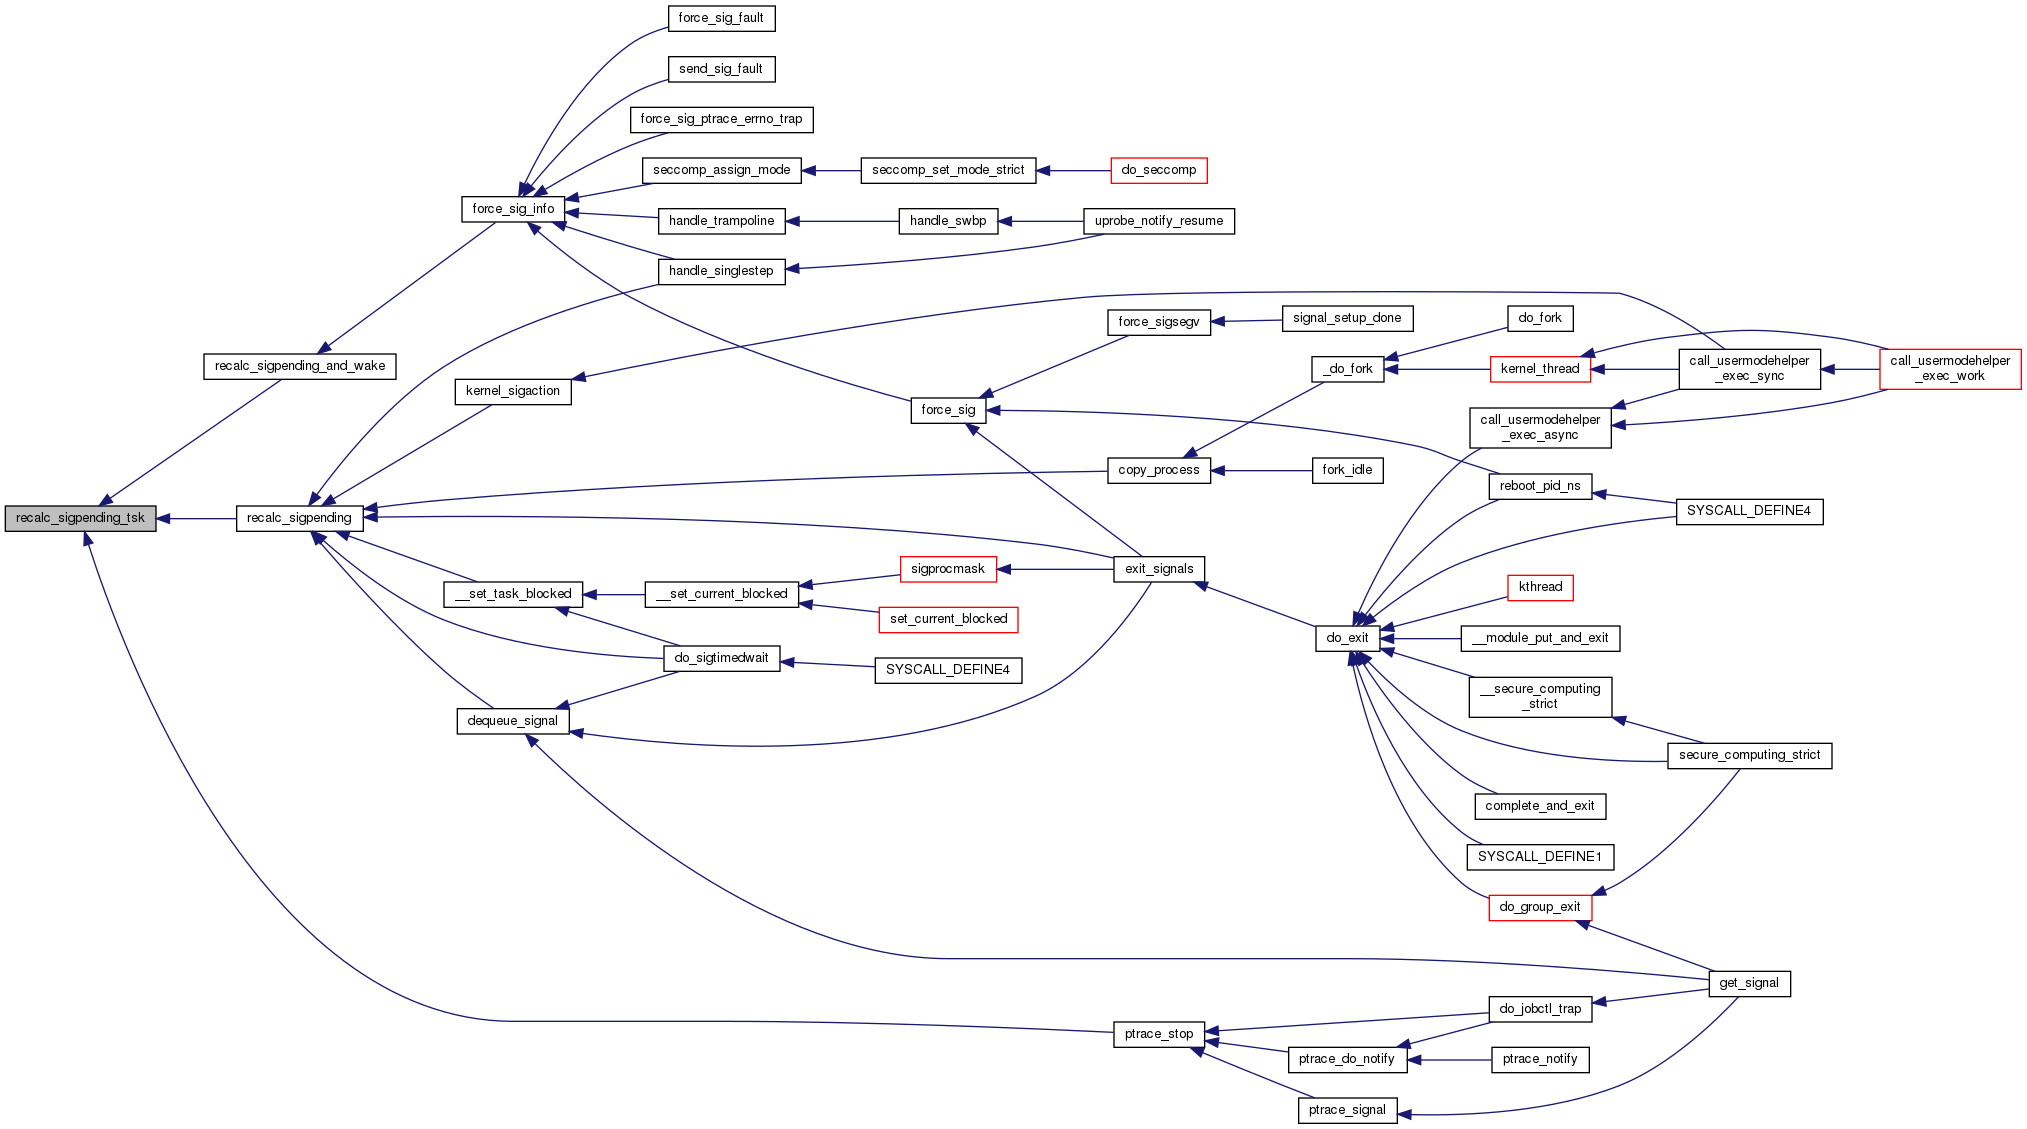 force_sig_fault
send_sig_fault
force_sig_ptrace_errno_trap
seccomp_assign_mode
seccomp_set_mode_strict
do_seccomp
force_sig_info
handle_trampoline
handle_swbp
uprobe_notify_resume
handle_singlestep
force_sigsegv
signal_setup_done
do_fork
recalc_sigpending_and_wake
kernel_sigaction
_do_fork
kernel_thread
call_usermodehelper
_exec_sync
call_usermodehelper
_exec_work
force_sig
call_usermodehelper
_exec_async
copy_process
fork_idle
reboot_pid_ns
SYSCALL_DEFINE4
recalc_sigpending_tsk
recalc_sigpending
exit_signals
sigprocmask
__set_task_blocked
__set_current_blocked
set_current_blocked
kthread
do_exit
__module_put_and_exit
do_sigtimedwait
SYSCALL_DEFINE4
__secure_computing
_strict
dequeue_signal
secure_computing_strict
complete_and_exit
SYSCALL_DEFINE1
do_group_exit
get_signal
do_jobctl_trap
ptrace_stop
ptrace_do_notify
ptrace_notify
ptrace_signal